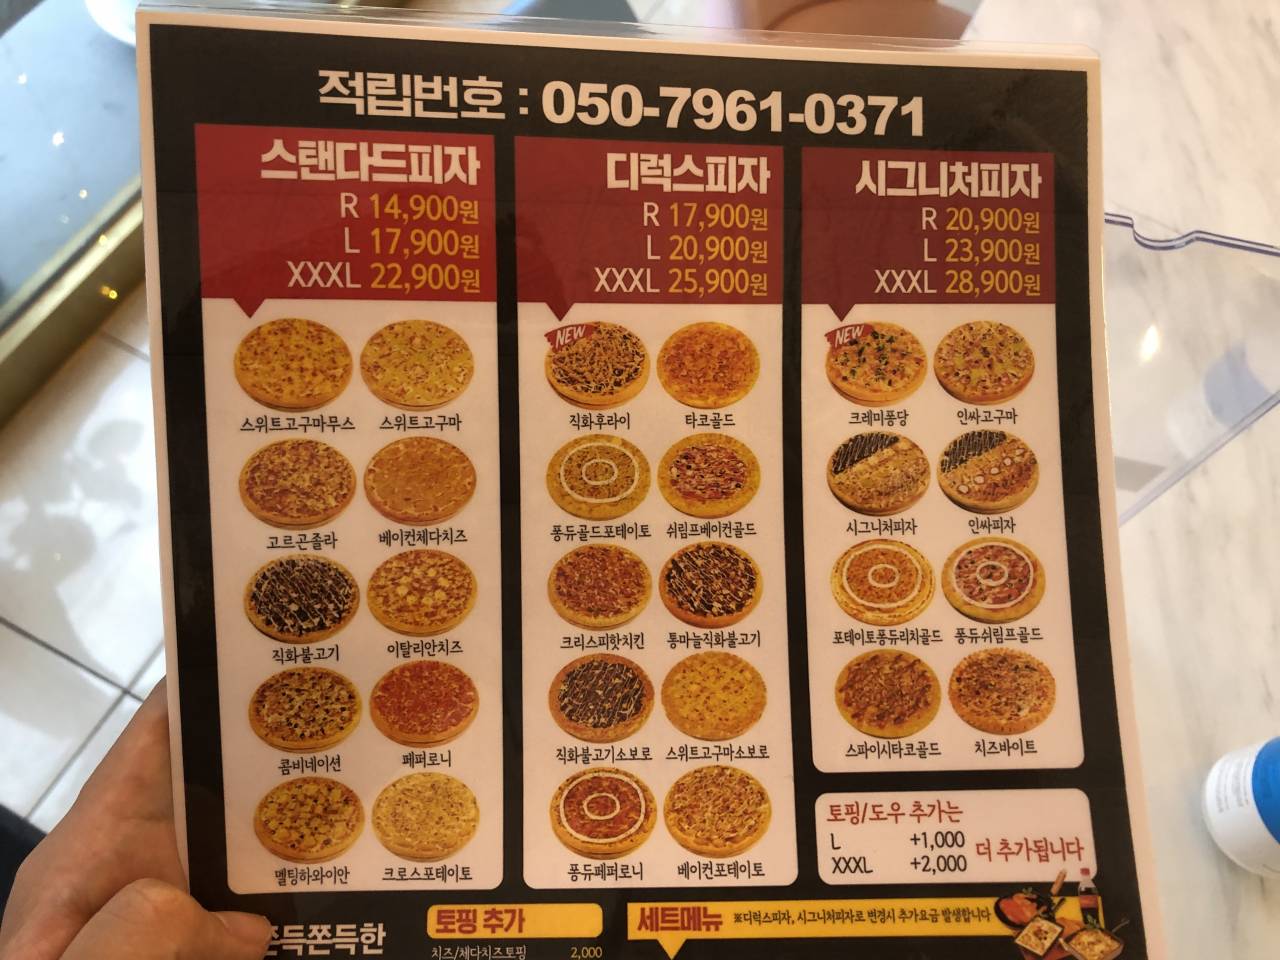 적립번호 : 050-7961-0371
스탠다드피자
R 14,900원
L 17,900원
XXXL 22,900원
스위트고구마무스 스위트고구마
고르곤졸라 베이컨체다치즈
직화불고기 이탈리안치즈
콤비네이션 페퍼로니
멜팅하와이안 크로스포테이토
디럭스피자
R 17,900원
L 20,900원
XXXL 25,900원
NEW
직화후라이 타코골드
퐁듀골드포테이토 쉬림프베이컨골드
크리스피핫치킨 통마늘직화불고기
직화불고기소보로 스위트고구마소보로
퐁듀페퍼로니 베이컨포테이토
시그니처피자
R 20,900원
L 23,900원
XXXL 28,900원
NEW
크레미퐁당 인싸고구마
시그니처피자 인싸피자
포테이토퐁듀리치골드 퐁듀쉬림프골드
스파이시타코골드 치즈바이트
토핑/도우 추가는
L +1,000
XXXL +2,000
더 추가됩니다
쫀득쫀득한
토핑 추가
치즈/체다치즈토핑 2,000
세트메뉴 ※디럭스피자, 시그니처피자로 변경시 추가요금 발생합니다